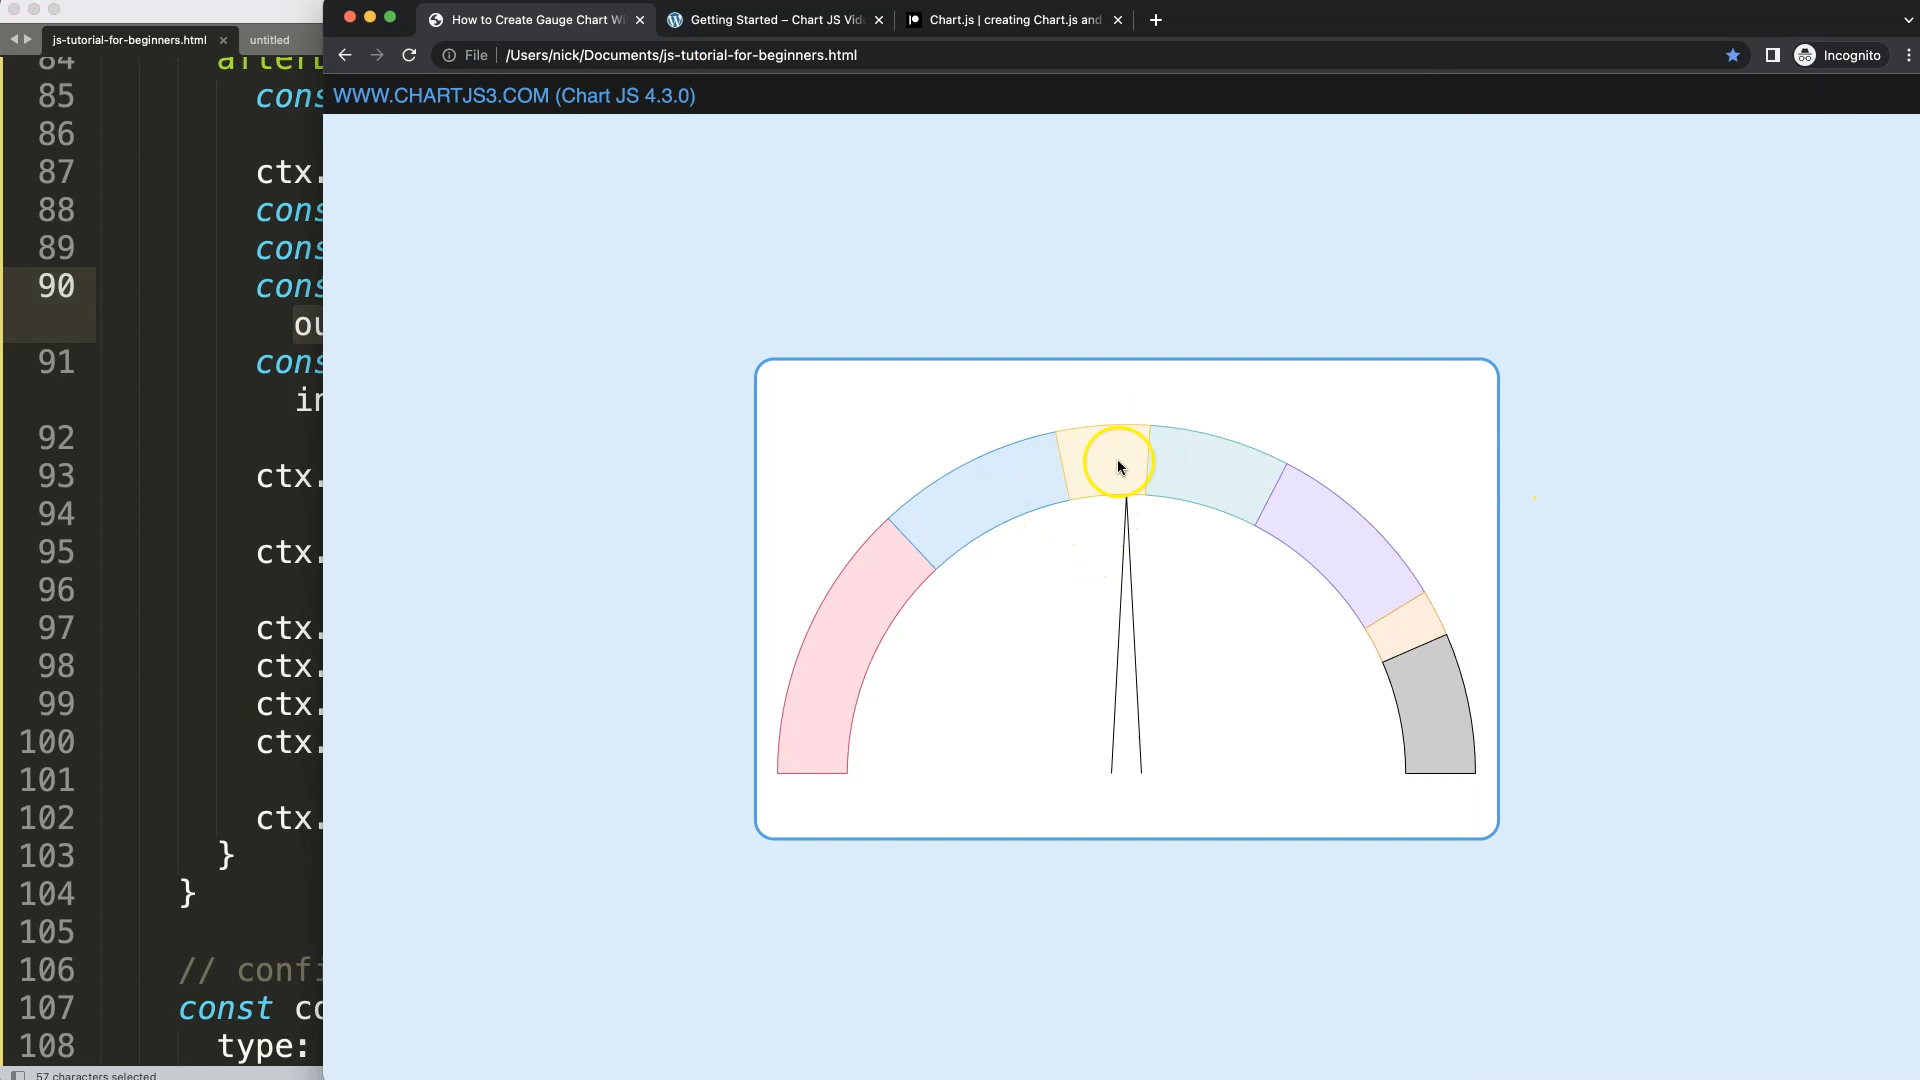 js-tutorial-for-beginners.html
untitled
How to Create Gauge Chart Wi
Getting Started – Chart JS Vid
Chart.js | creating Chart.js and
File
/Users/nick/Documents/js-tutorial-for-beginners.html
Incognito
WWW.CHARTJS3.COM (Chart JS 4.3.0)
84
85 cons
86
87 ctx.
88 cons
89 cons
90 cons
ou
91 cons
in
92
93 ctx.
94
95 ctx.
96
97 ctx.
98 ctx.
99 ctx.
100 ctx.
101
102 ctx.
103 }
104 }
105
106 // confi
107 const co
108 type:
57 characters selected